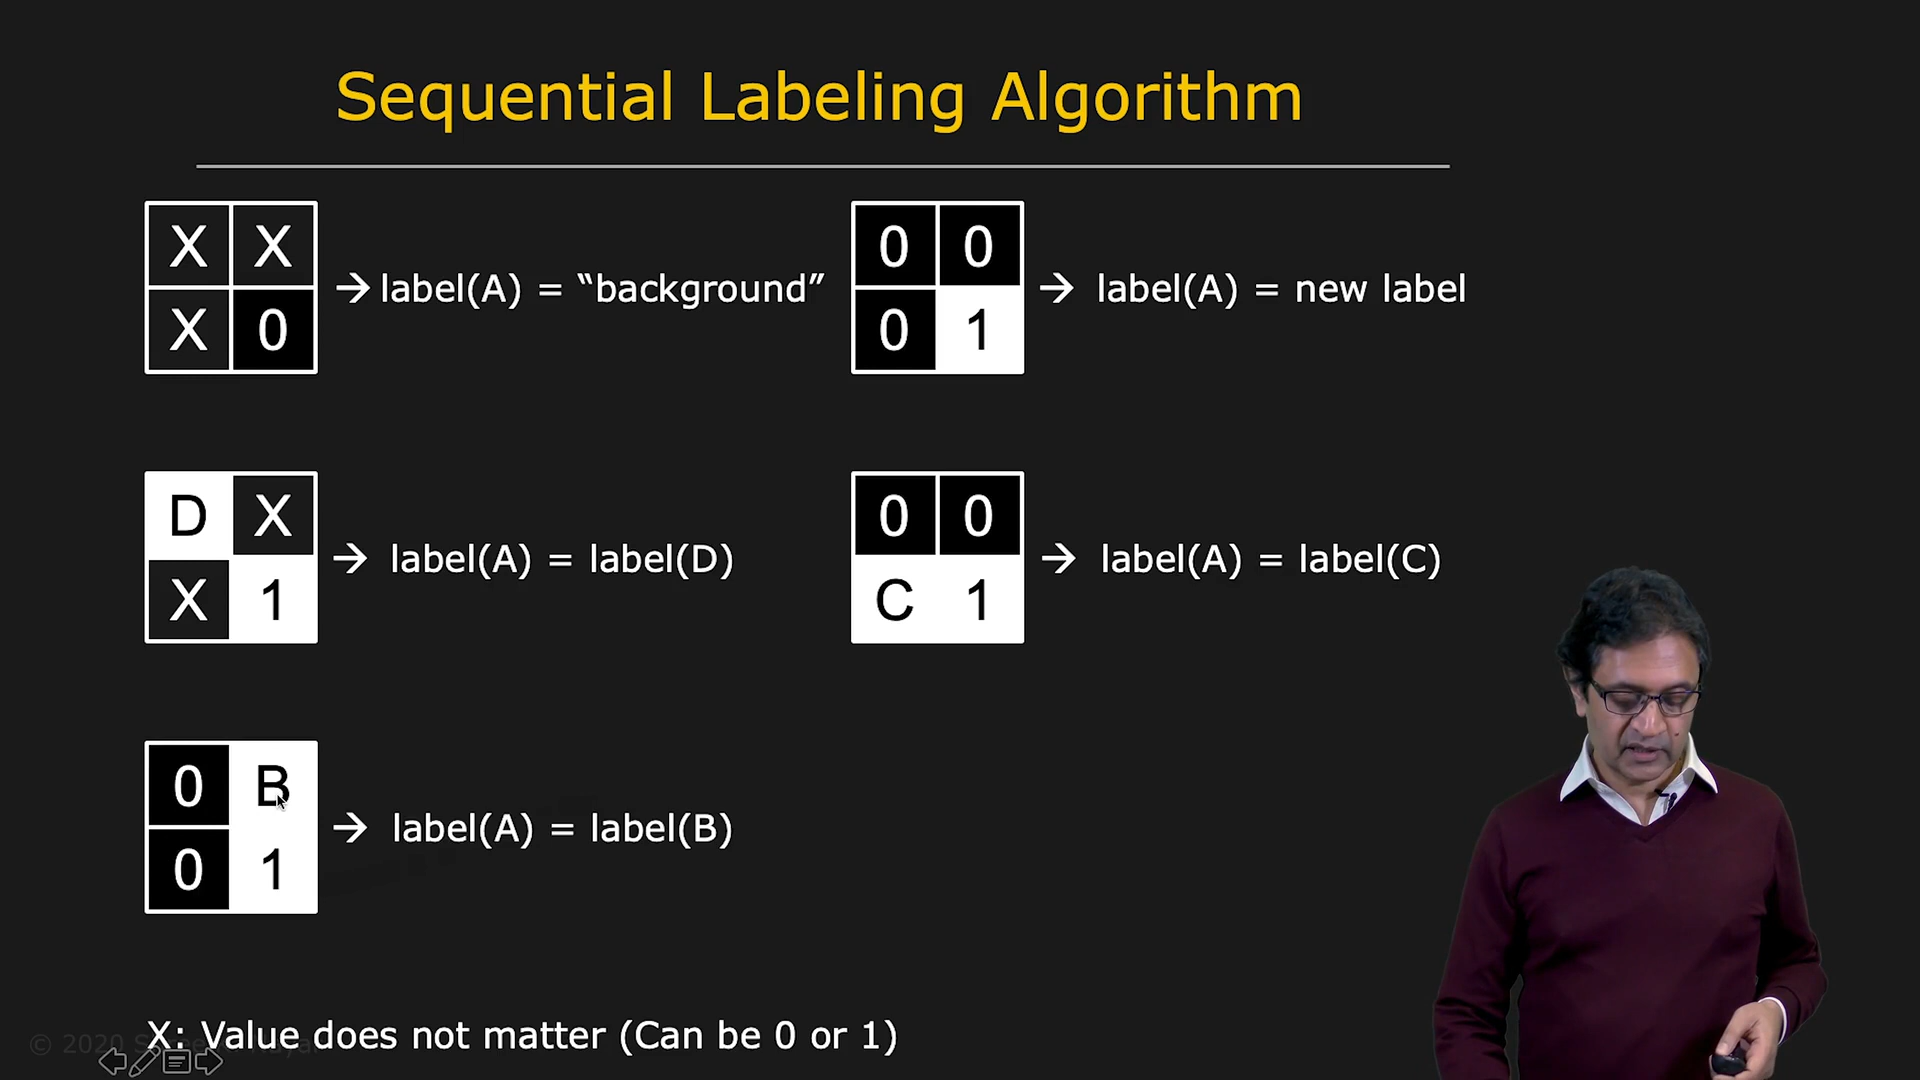 Sequential Labeling Algorithm
X X
X 0
→ label(A) = “background”
0 0
0 1
→ label(A) = new label
D X
X 1
→ label(A) = label(D)
0 0
C 1
→ label(A) = label(C)
0 B
0 1
→ label(A) = label(B)
X: Value does not matter (Can be 0 or 1)
© 2020